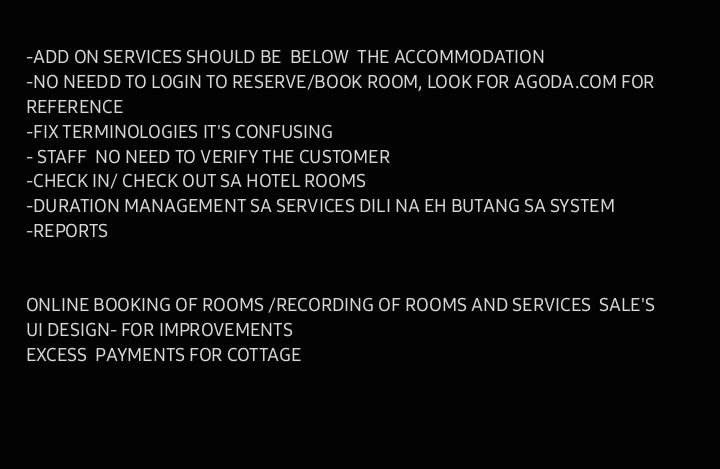 -ADD ON SERVICES SHOULD BE  BELOW  THE ACCOMMODATION
-NO NEEDD TO LOGIN TO RESERVE/BOOK ROOM, LOOK FOR AGODA.COM FOR
REFERENCE
-FIX TERMINOLOGIES IT'S CONFUSING
- STAFF  NO NEED TO VERIFY THE CUSTOMER
-CHECK IN/ CHECK OUT SA HOTEL ROOMS
-DURATION MANAGEMENT SA SERVICES DILI NA EH BUTANG SA SYSTEM
-REPORTS
ONLINE BOOKING OF ROOMS /RECORDING OF ROOMS AND SERVICES  SALE'S
UI DESIGN- FOR IMPROVEMENTS
EXCESS  PAYMENTS FOR COTTAGE